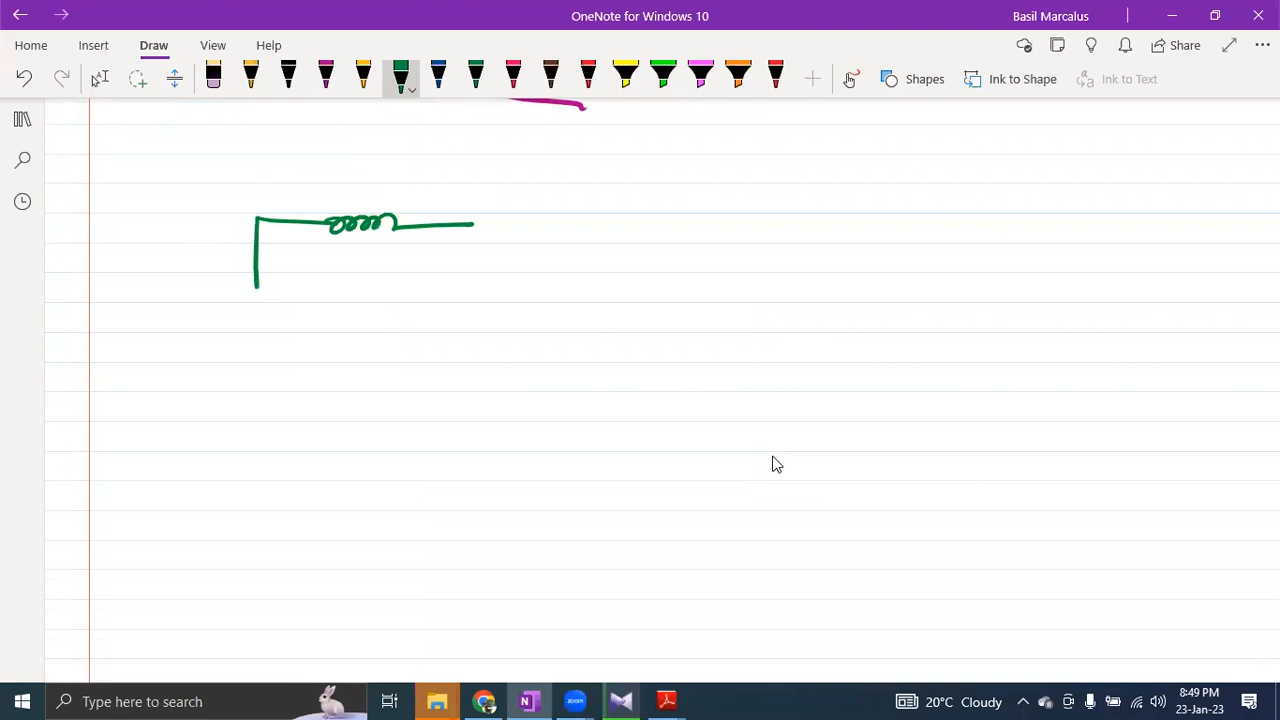 OneNote for Windows 10
Basil Marcalus
Home Insert Draw View Help
Share
Shapes
Ink to Shape
Ink to Text
Type here to search
zoom
20°C Cloudy
8:49 PM
23-Jan-23